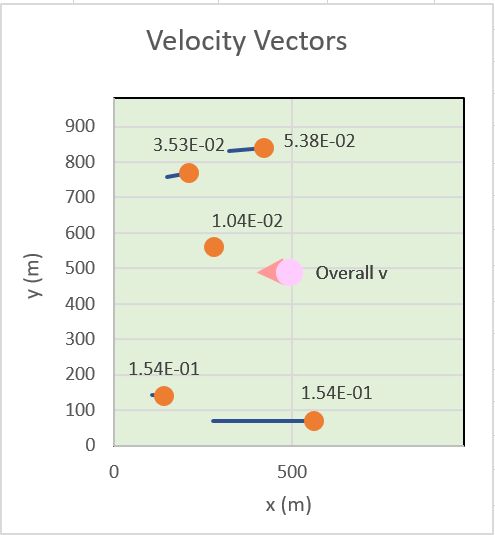 Velocity Vectors
900
800
700
600
500
400
300
200
100
0
y (m)
3.53E-02
5.38E-02
1.04E-02
Overall v
1.54E-01
1.54E-01
0
500
x (m)